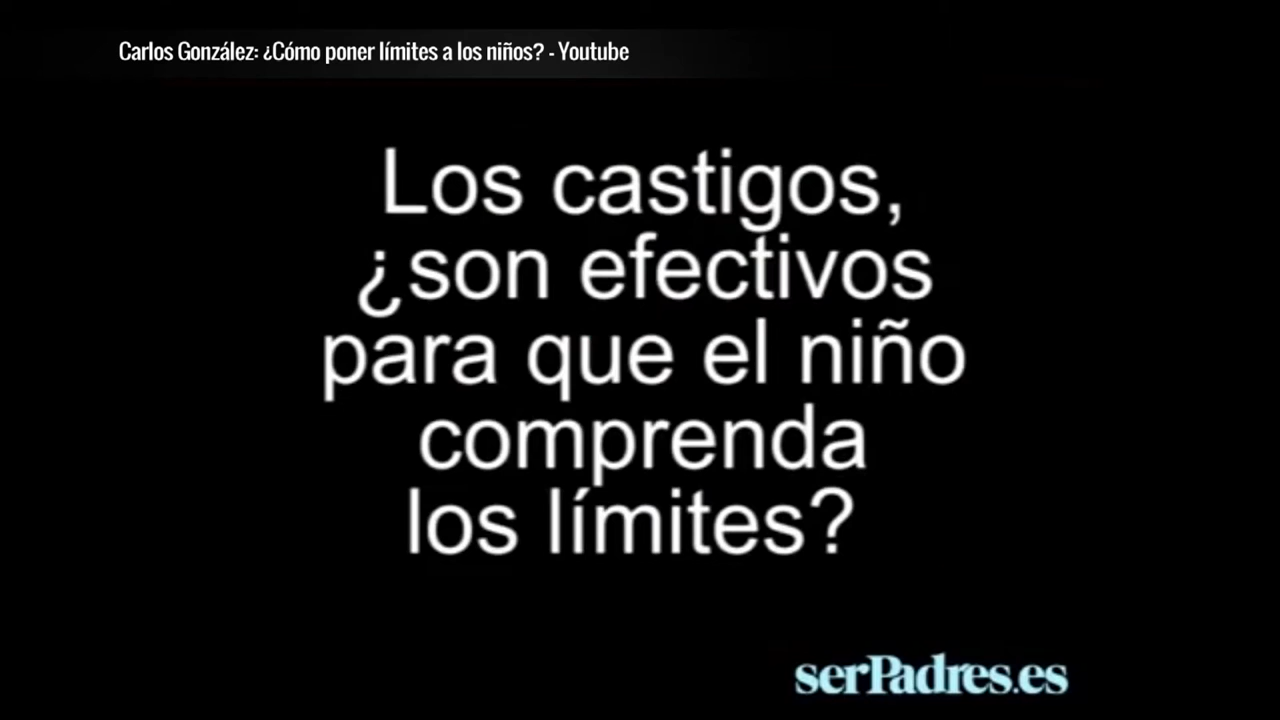 Carlos González: ¿Cómo poner límites a los niños? - Youtube
Los castigos,
¿son efectivos
para que el niño
comprenda
los límites?
serPadres.es